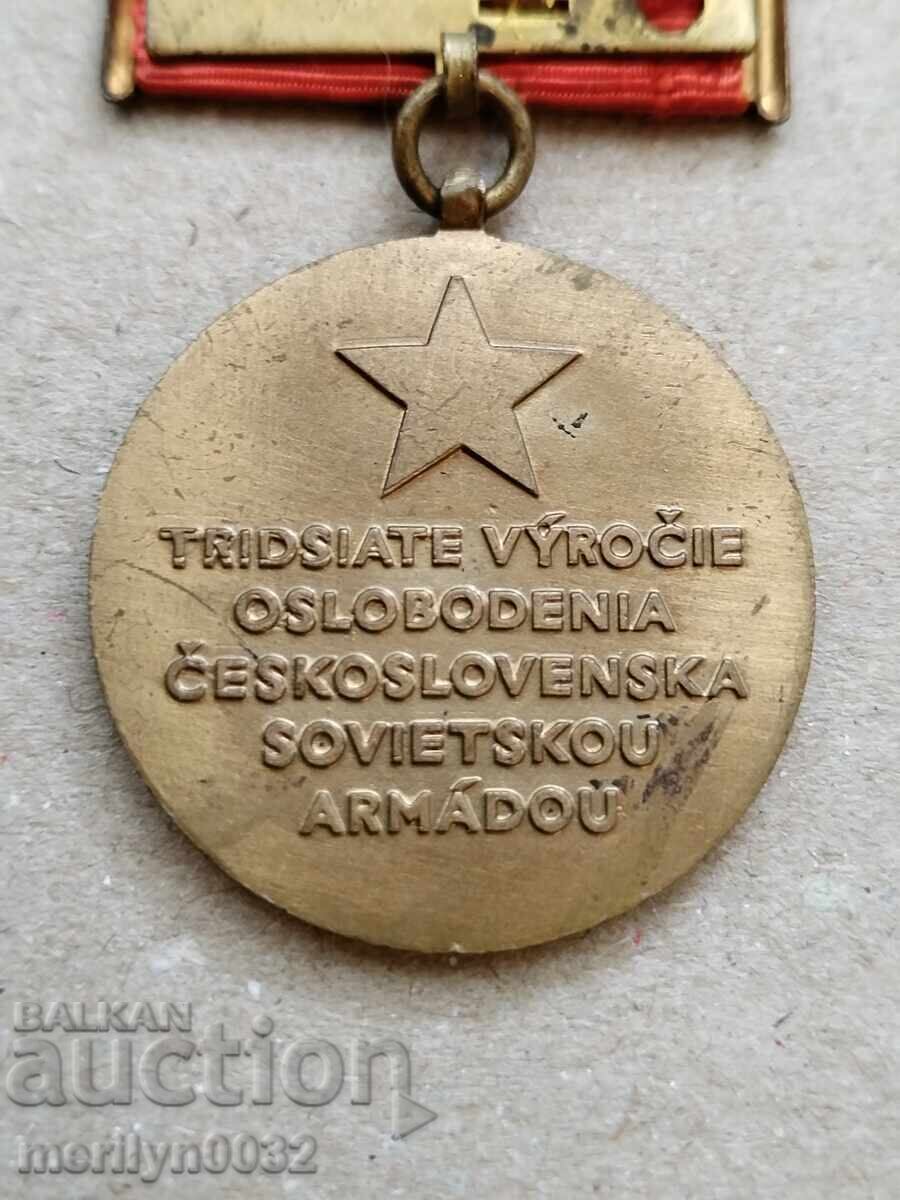 TRIDSIATE VÝROČIE
OSLOBODENIA
ČESKOSLOVENSKA
SOVIETSKOU
ARMÁDOU
BALKAN
auction
merilyn0032